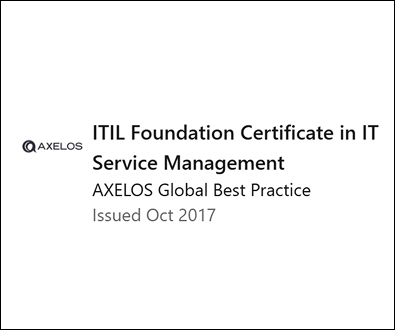 AXELOS
ITIL Foundation Certificate in IT
Service Management
AXELOS Global Best Practice
Issued Oct 2017